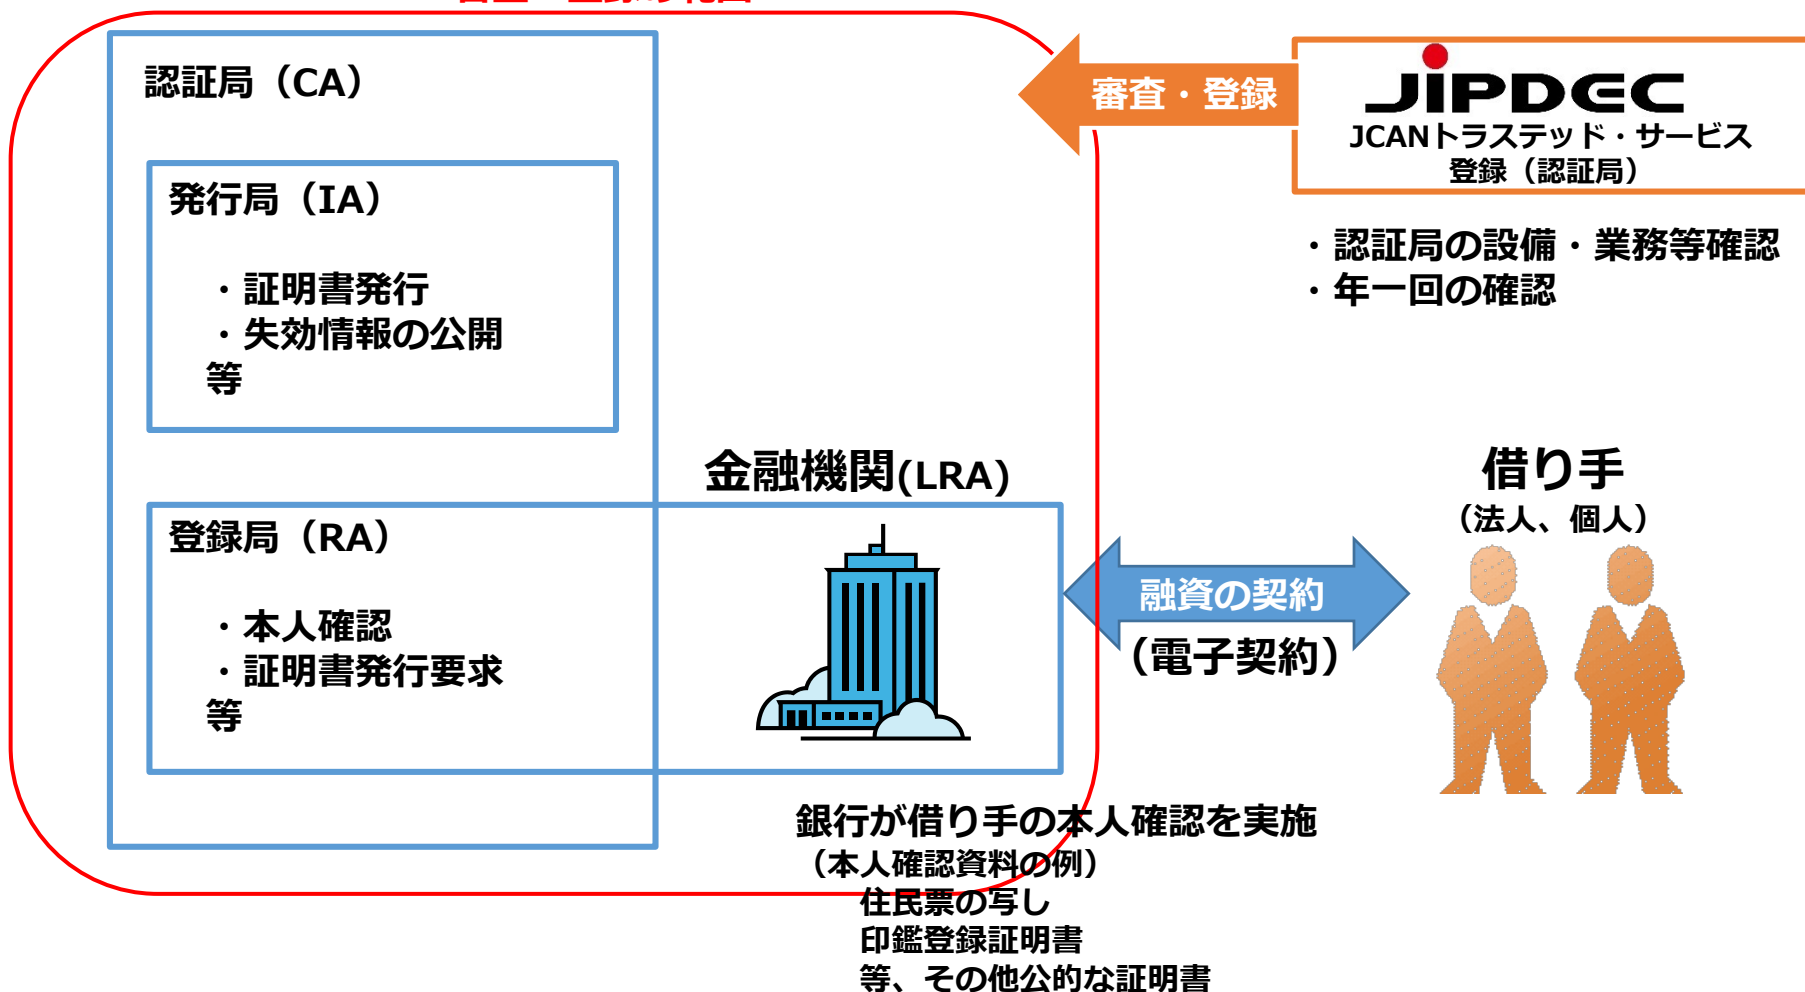 認証局（CA）
発行局（IA）
・証明書発行
・失効情報の公開
等
登録局（RA）
・本人確認
・証明書発行要求
等
金融機関(LRA)
審査・登録
JIPDEC
JCANトラステッド・サービス
登録（認証局）
・認証局の設備・業務等確認
・年一回の確認
借り手
（法人、個人）
融資の契約
（電子契約）
銀行が借り手の本人確認を実施
（本人確認資料の例）
住民票の写し
印鑑登録証明書
等、その他公的な証明書